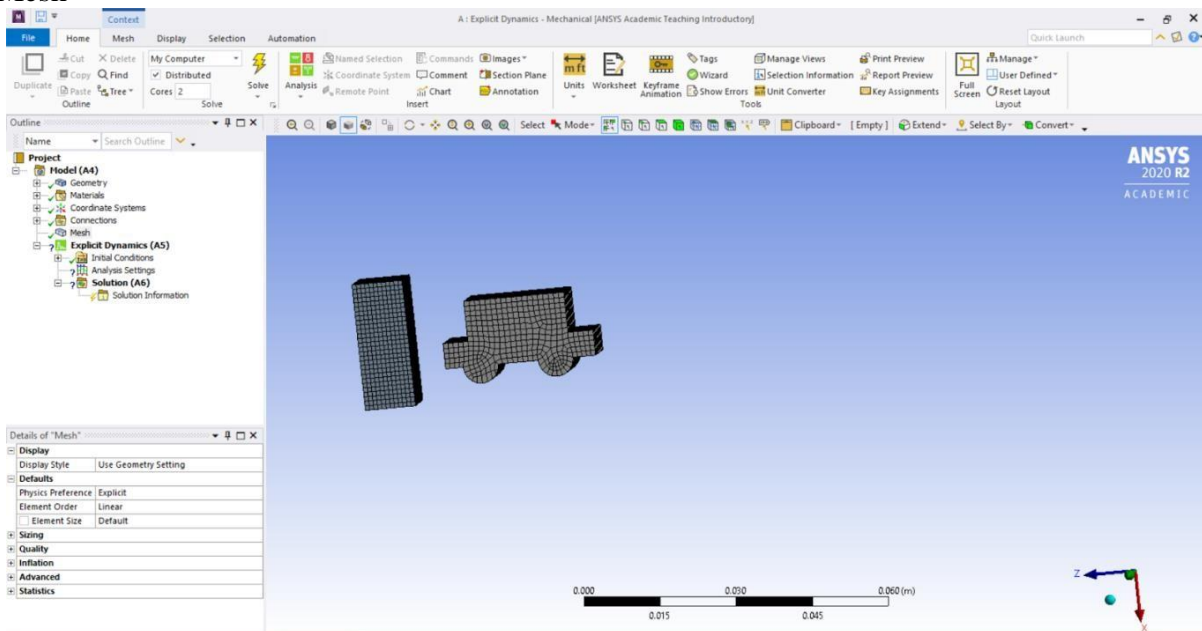 Mesh
Context
A : Explicit Dynamics - Mechanical [ANSYS Academic Teaching Introductory]
File Home Mesh Display Selection Automation Quick Launch
Duplicate
Cut
Copy
Paste
Delete
Find
Tree
Outline
My Computer
Distributed
Cores 2
Solve
Solve
Analysis
Named Selection
Coordinate System
Remote Point
Commands
Comment
Chart
Images
Section Plane
Annotation
Insert
Units
Worksheet
Keyframe
Animation
Tags
Wizard
Show Errors
Manage Views
Selection Information
Unit Converter
Print Preview
Report Preview
Key Assignments
Tools
Full
Screen
Manage
User Defined
Reset Layout
Layout
Outline
Name Search Outline
Select Mode Clipboard [Empty] Extend Select By Convert
Project
Model (A4)
Geometry
Materials
Coordinate Systems
Connections
Mesh
Explicit Dynamics (A5)
Initial Conditions
Analysis Settings
Solution (A6)
Solution Information
ANSYS
2020 R2
ACADEMIC
Details of "Mesh"
Display
Display Style Use Geometry Setting
Defaults
Physics Preference Explicit
Element Order Linear
Element Size Default
Sizing
Quality
Inflation
Advanced
Statistics
0.000 0.030 0.060 (m)
0.015 0.045
Z
X